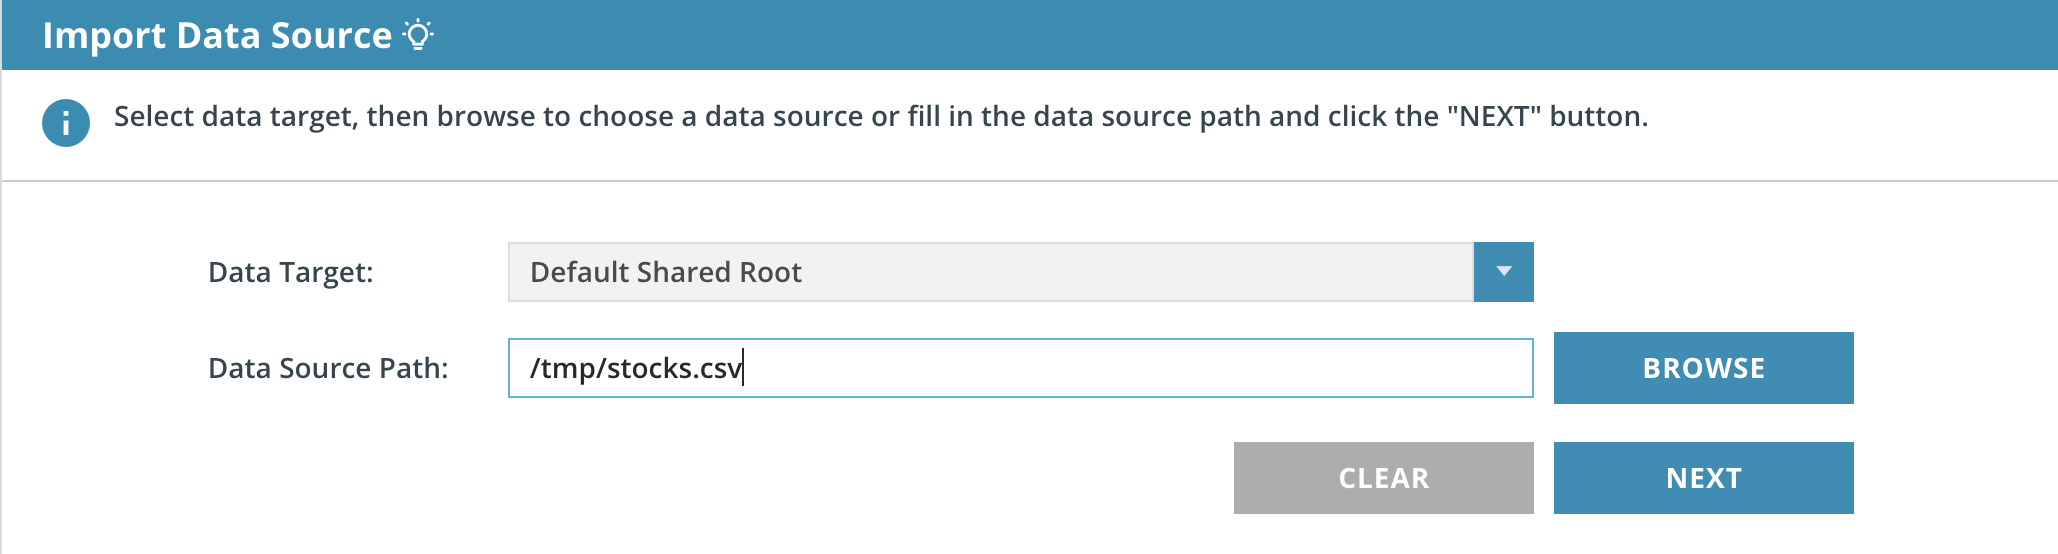 Import Data Source
Select data target, then browse to choose a data source or fill in the data source path and click the "NEXT" button.
Data Target:
Default Shared Root
Data Source Path:
/tmp/stocks.csv
BROWSE
CLEAR
NEXT